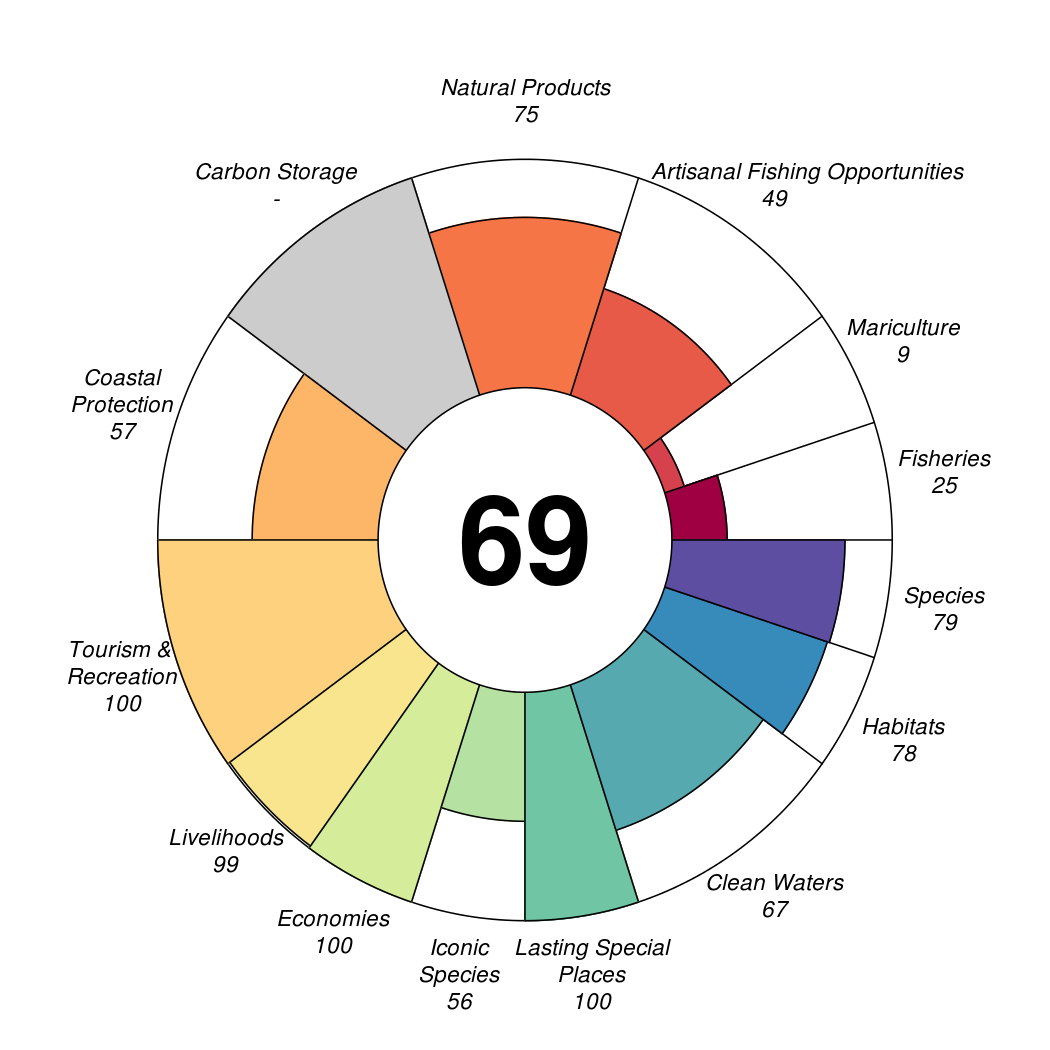 Natural Products
75
Carbon Storage
-
Artisanal Fishing Opportunities
49
Mariculture
9
Coastal
Protection
57
Fisheries
25
69
Species
79
Tourism &
Recreation
100
Habitats
78
Livelihoods
99
Clean Waters
67
Economies
100
Iconic
Species
56
Lasting Special
Places
100